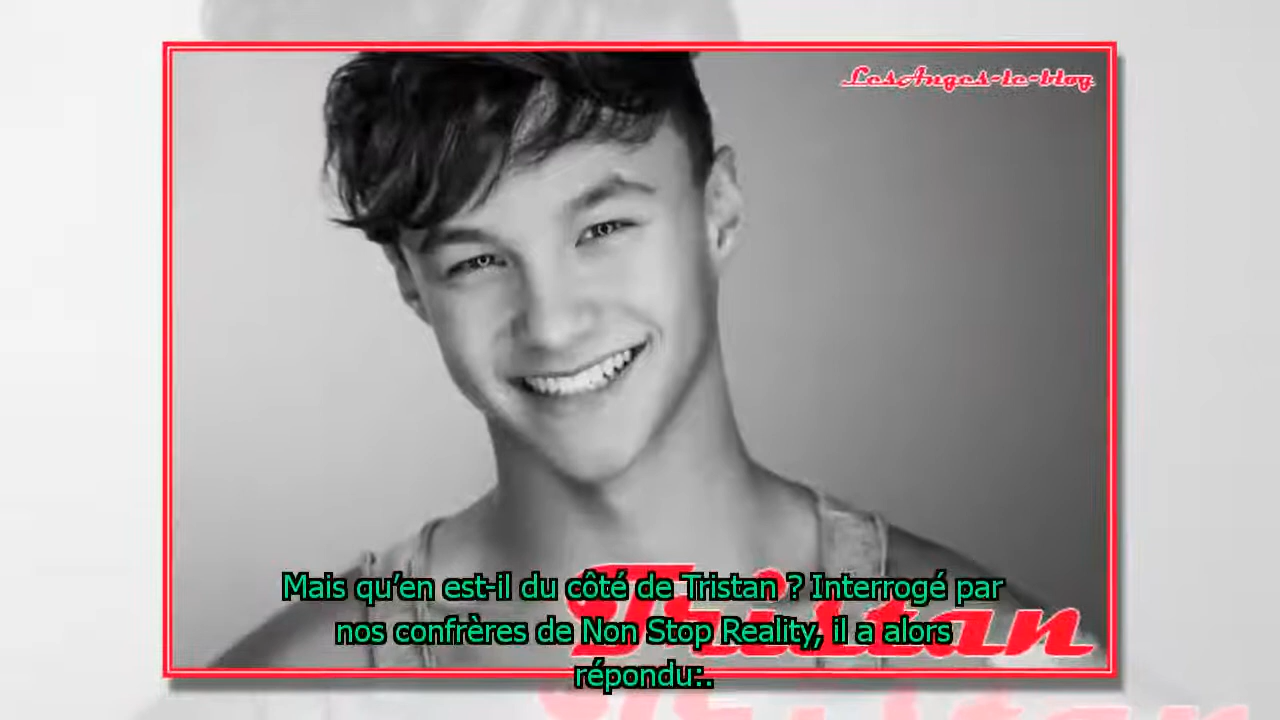 LesAnges-le-blog
Tristan
Mais qu’en est-il du côté de Tristan ? Interrogé par
nos confrères de Non Stop Reality, il a alors
répondu:.
Tristan